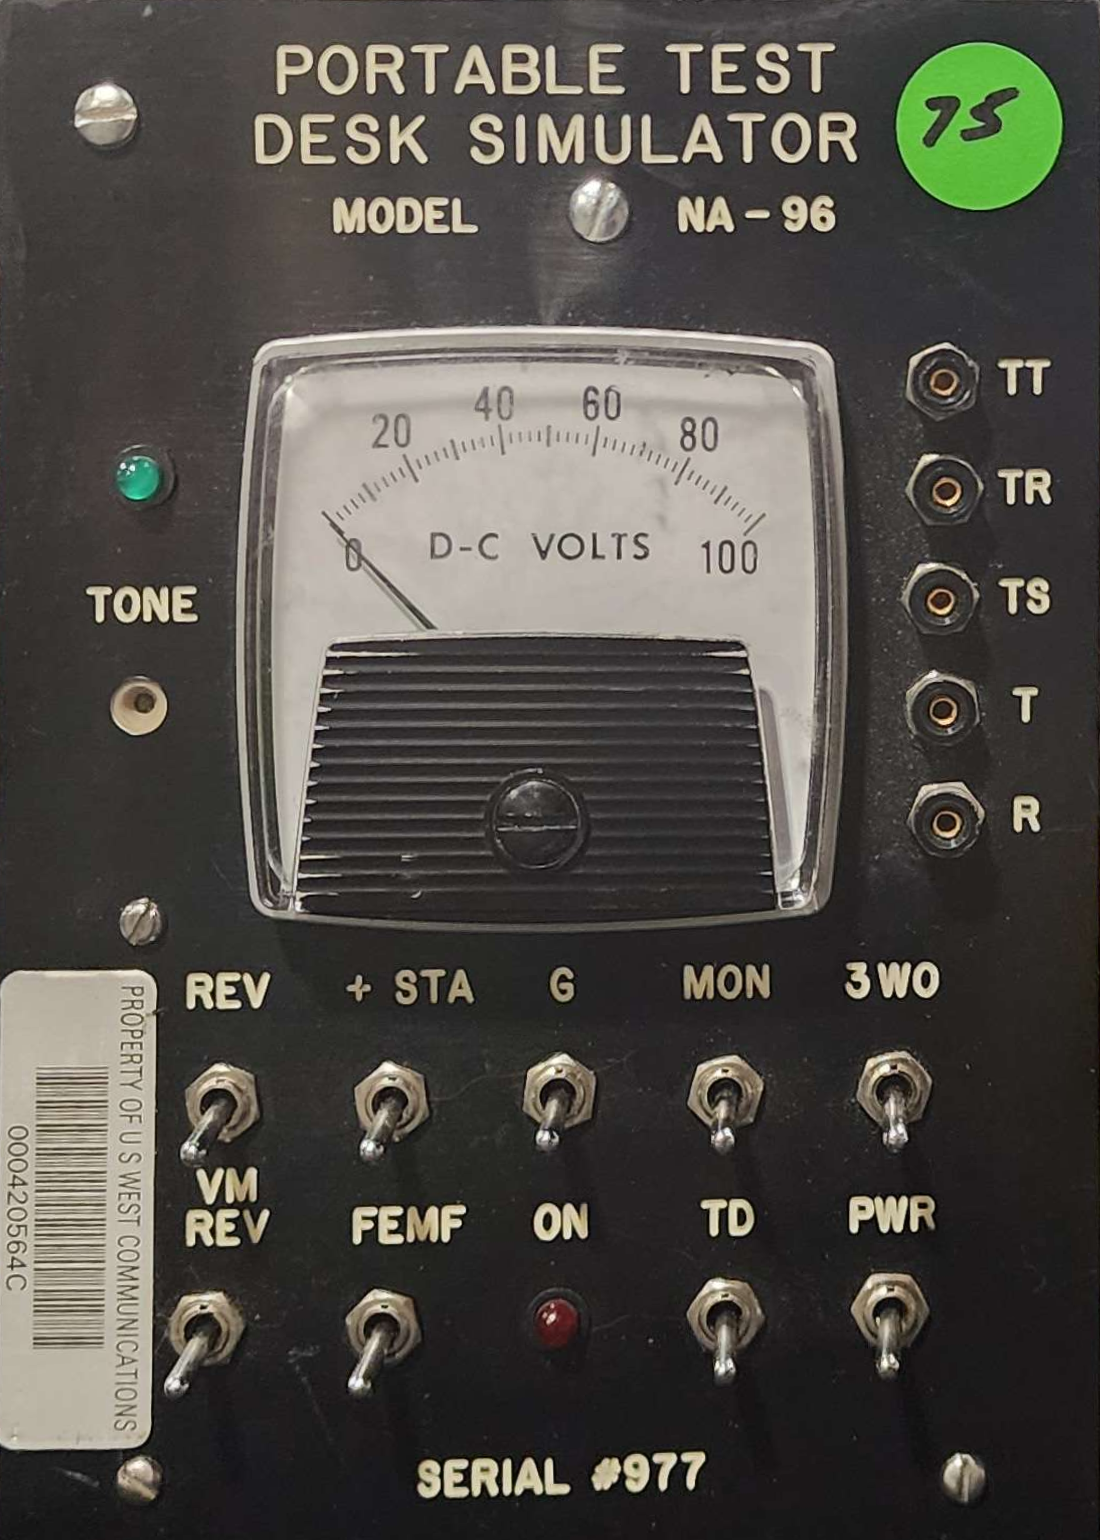 PORTABLE TEST
DESK SIMULATOR
MODEL NA-96
75
20 40 60 80
0 D-C VOLTS 100
TONE
TT
TR
TS
T
R
REV + STA G MON 3WO
VM
REV FEMF ON TD PWR
PROPERTY OF U S WEST COMMUNICATIONS
000420564C
SERIAL #977